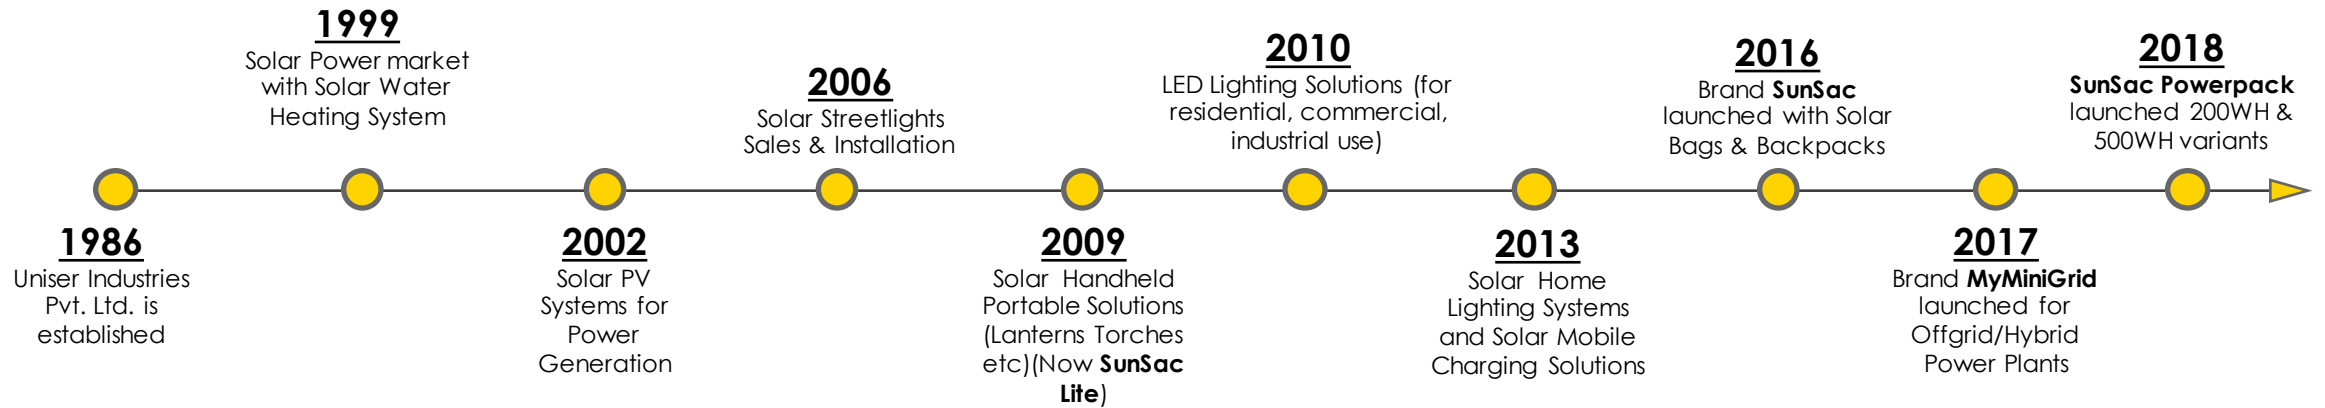 1986
Uniser Industries
Pvt. Ltd. is
established
1999
Solar Power market
with Solar Water
Heating System
2002
Solar PV
Systems for
Power
Generation
2006
Solar Streetlights
Sales & Installation
2009
Solar Handheld
Portable Solutions
(Lanterns Torches
etc)(Now SunSac
Lite)
2010
LED Lighting Solutions (for
residential, commercial,
industrial use)
2013
Solar Home
Lighting Systems
and Solar Mobile
Charging Solutions
2016
Brand SunSac
launched with Solar
Bags & Backpacks
2017
Brand MyMiniGrid
launched for
Offgrid/Hybrid
Power Plants
2018
SunSac Powerpack
launched 200WH &
500WH variants